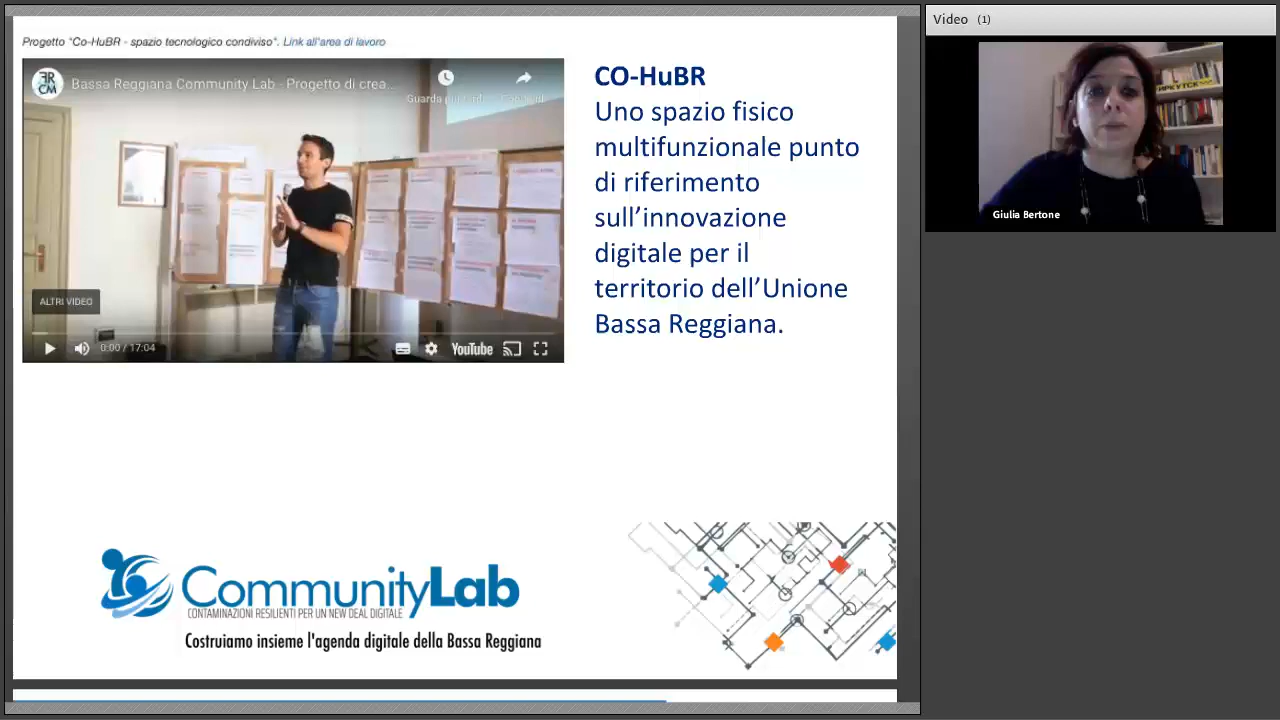 Progetto "Co-HuBR - spazio tecnologico condiviso". Link all'area di lavoro
Bassa Reggiana Community Lab - Progetto di crea...
ALTRI VIDEO
0:00 / 17:04
YouTube
CO-HuBR
Uno spazio fisico
multifunzionale punto
di riferimento
sull'innovazione
digitale per il
territorio dell'Unione
Bassa Reggiana.
CommunityLab
CONTAMINAZIONI RESILIENTI PER UN NEW DEAL DIGITALE
Costruiamo insieme l'agenda digitale della Bassa Reggiana
Video (1)
Giulia Bertone